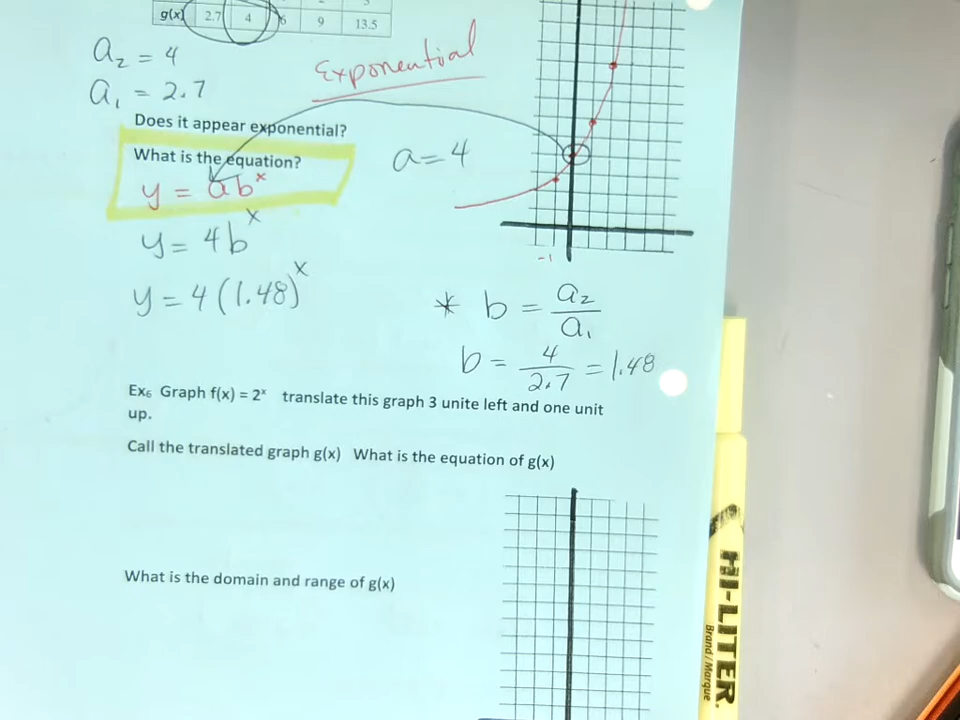 g(x) 2.7 4 6 9 13.5
a₂ = 4
a₁ = 2.7
Exponential
Does it appear exponential?
What is the equation?
y = abˣ
a = 4
y = 4bˣ
y = 4(1.48)ˣ
-1
* b = a₂/a₁
b = 4/2.7 = 1.48
Ex₆ Graph f(x) = 2ˣ translate this graph 3 unite left and one unit
up.
Call the translated graph g(x) What is the equation of g(x)
What is the domain and range of g(x)
HI-LITER.
Brand/Marque